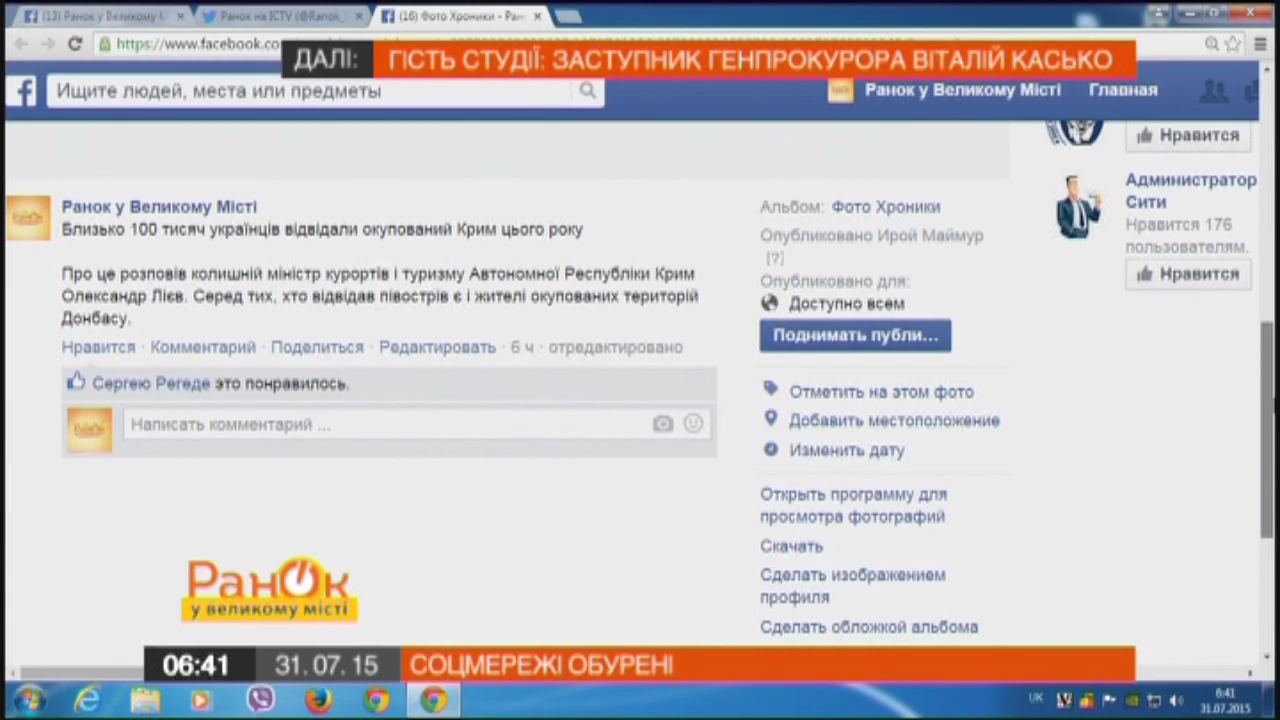 (13) Ранок у Великому М
Ранок на ICTV (@Ranok_
(16) Фото Хроники - Ран
https://www.facebook.co
ДАЛІ: ГІСТЬ СТУДІЇ: ЗАСТУПНИК ГЕНПРОКУРОРА ВІТАЛІЙ КАСЬКО
Ищите людей, места или предметы
Ранок у Великому Місті
Главная
Нравится
Администратор
Сити
Нравится 176
пользователям.
Нравится
Ранок у Великому Місті
Близько 100 тисяч українців відвідали окупований Крим цього року
Про це розповів колишній міністр курортів і туризму Автономної Республіки Крим
Олександр Лієв. Серед тих, хто відвідав півострів є і жителі окупованих територій
Донбасу.
Нравится · Комментарий · Поделиться · Редактировать · 6 ч · отредактировано
Сергею Регеде это понравилось.
Написать комментарий ...
Альбом: Фото Хроники
Опубликовано Ирой Маймур
[?]
Опубликовано для:
Доступно всем
Поднимать публи...
Отметить на этом фото
Добавить местоположение
Изменить дату
Открыть программу для
просмотра фотографий
Скачать
Сделать изображением
профиля
Сделать обложкой альбома
Ранок
у великому місті
06:41 31.07.15 СОЦМЕРЕЖІ ОБУРЕНІ
UK
6:41
31.07.2015